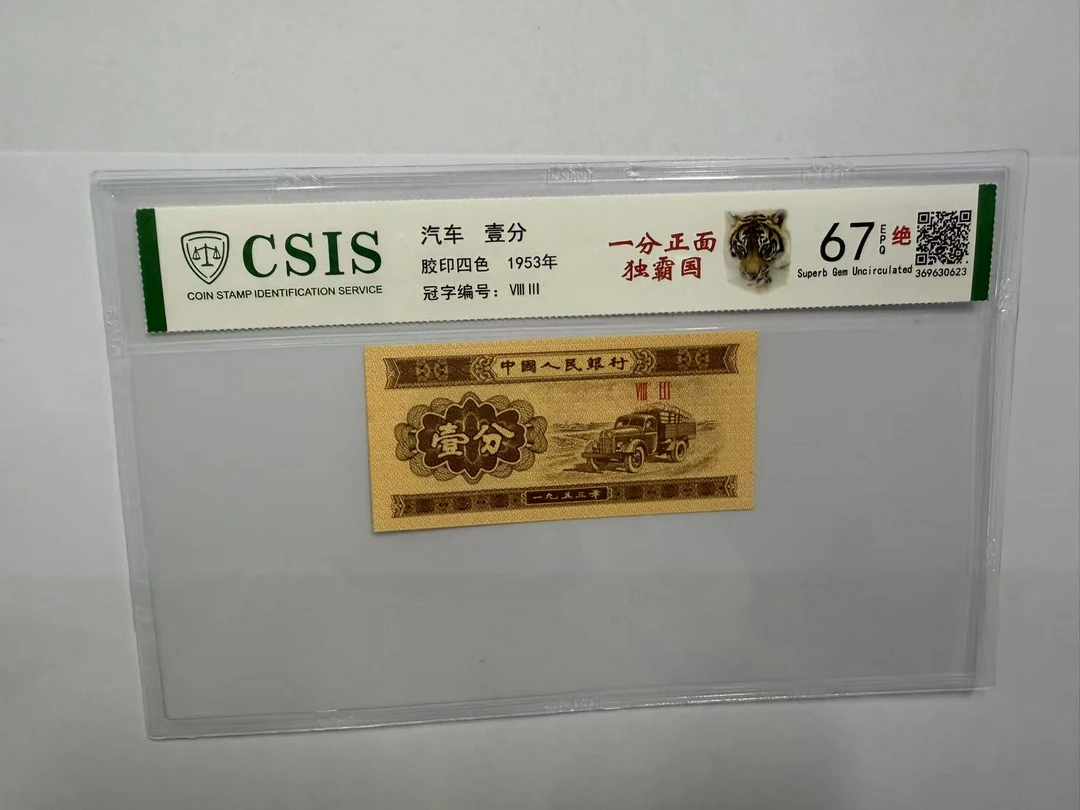 CSIS
COIN STAMP IDENTIFICATION SERVICE
汽车 壹分
胶印四色 1953年
冠字编号：Ⅷ Ⅲ
一分正面
独霸国
67 EPQ 绝
Superb Gem Uncirculated
369630623
中國人民銀行
Ⅷ Ⅲ
壹分
一九五三年